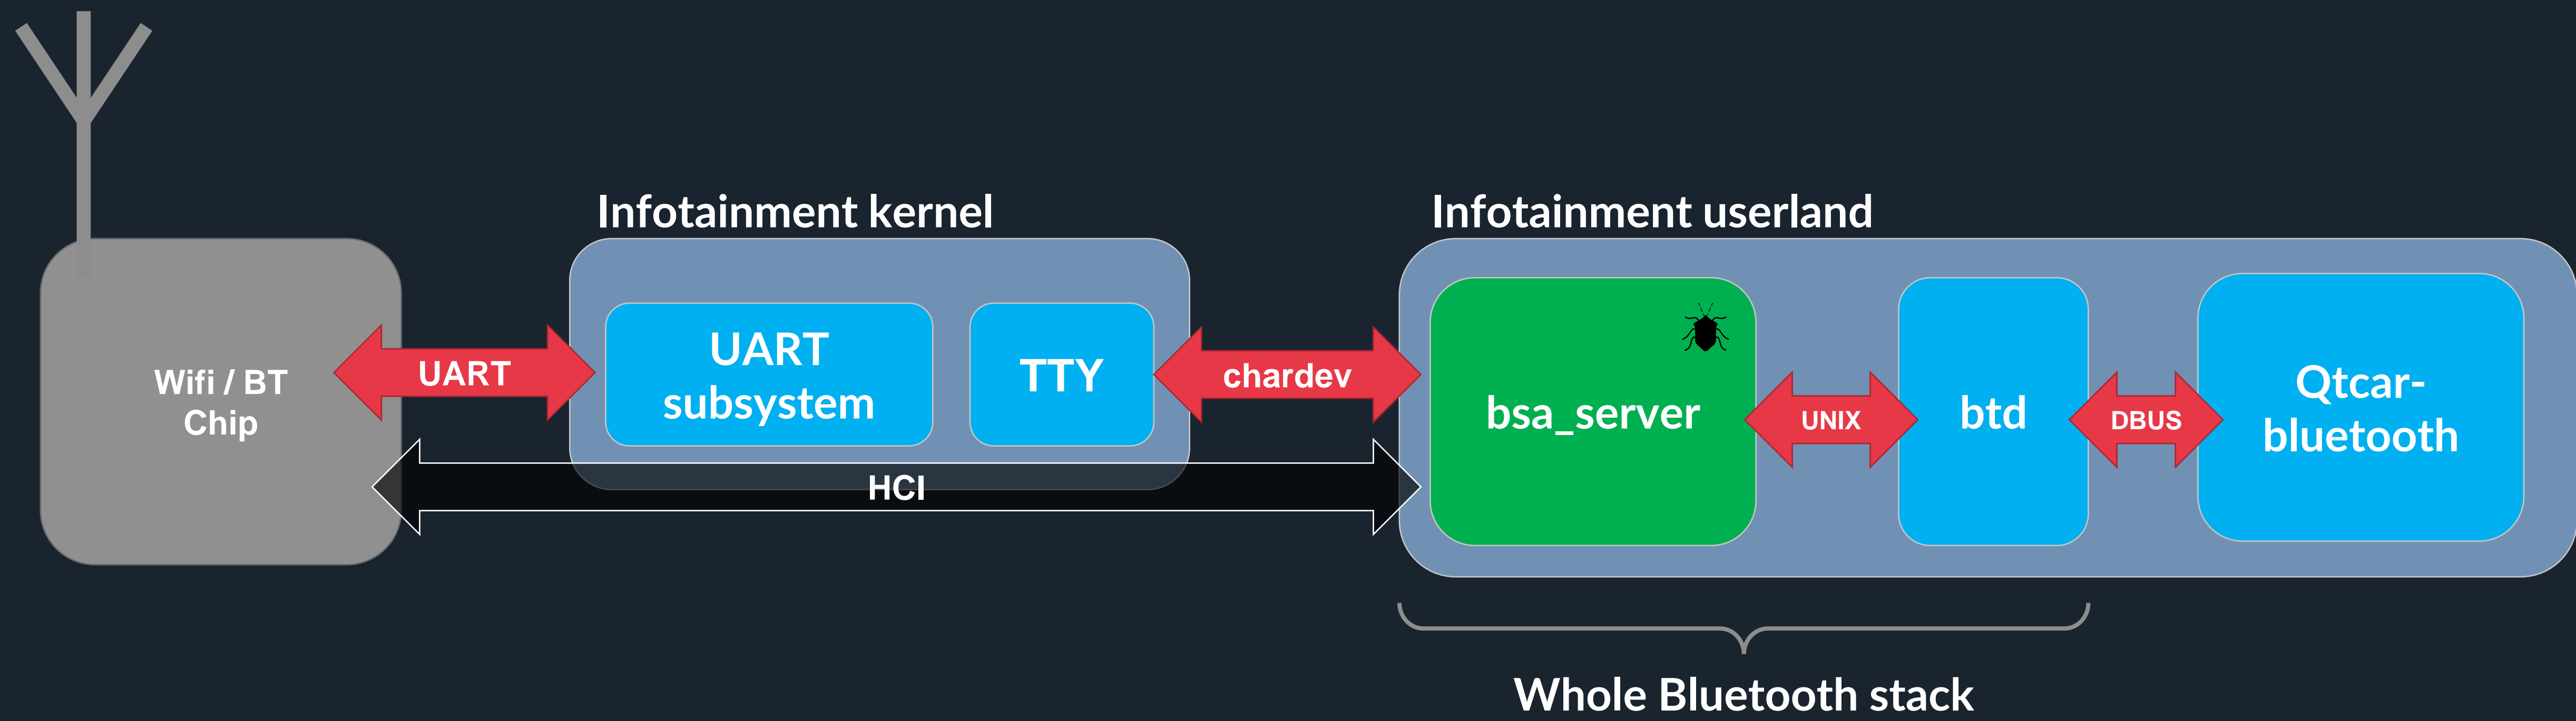 Infotainment kernel
Infotainment userland
Wifi / BT
Chip
UART
UART
subsystem
TTY
chardev
HCI
bsa_server
UNIX
btd
DBUS
Qtcar-
bluetooth
Whole Bluetooth stack